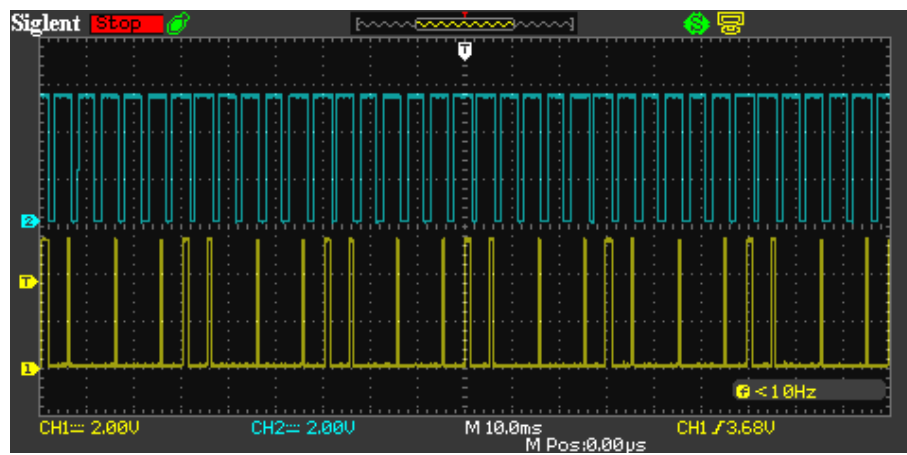 Siglent Stop
T
2
T
1
f <10Hz
CH1 2.00V CH2 2.00V M 10.0ms CH1 3.68V
M Pos:0.00µs